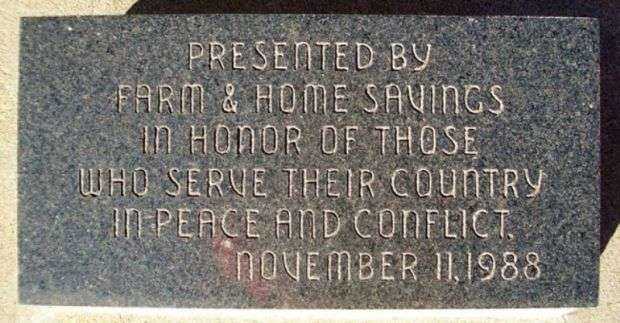 PRESENTED BY
FARM & HOME SAVINGS
IN HONOR OF THOSE
WHO SERVE THEIR COUNTRY
IN PEACE AND CONFLICT.
NOVEMBER 11, 1988